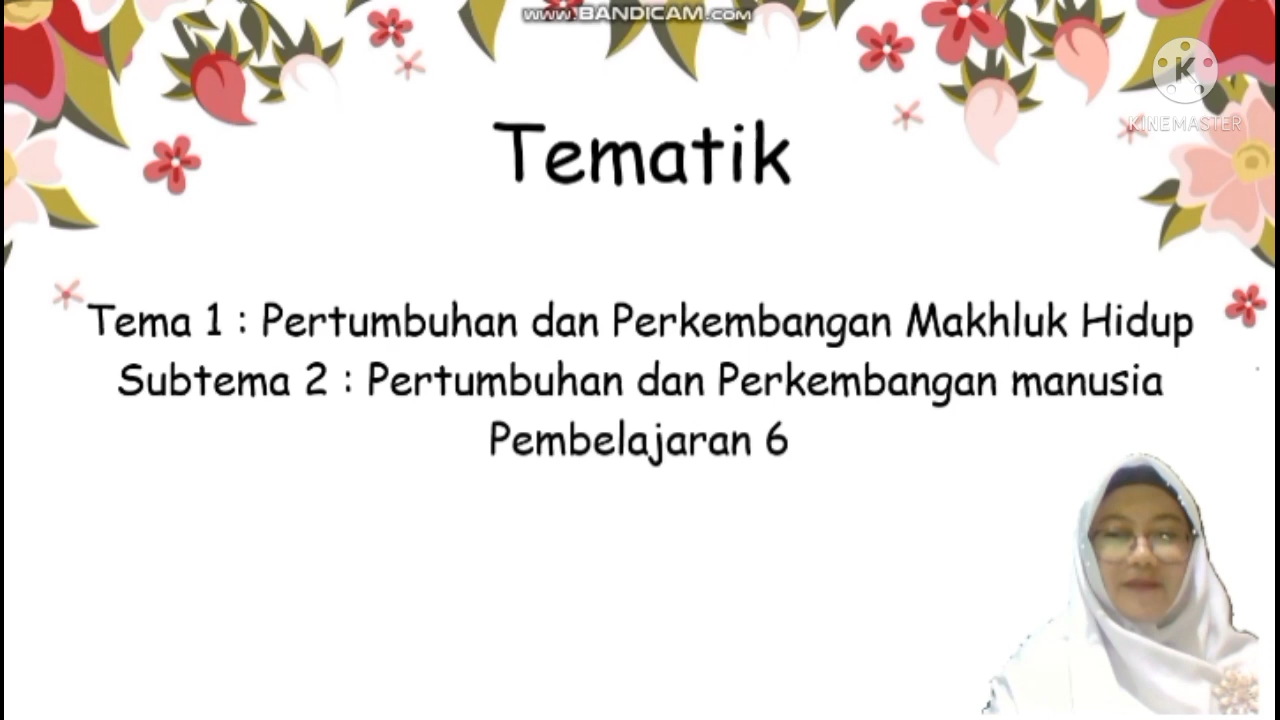 www.BANDICAM.com
K
KINEMASTER
Tematik
Tema 1 : Pertumbuhan dan Perkembangan Makhluk Hidup
Subtema 2 : Pertumbuhan dan Perkembangan manusia
Pembelajaran 6